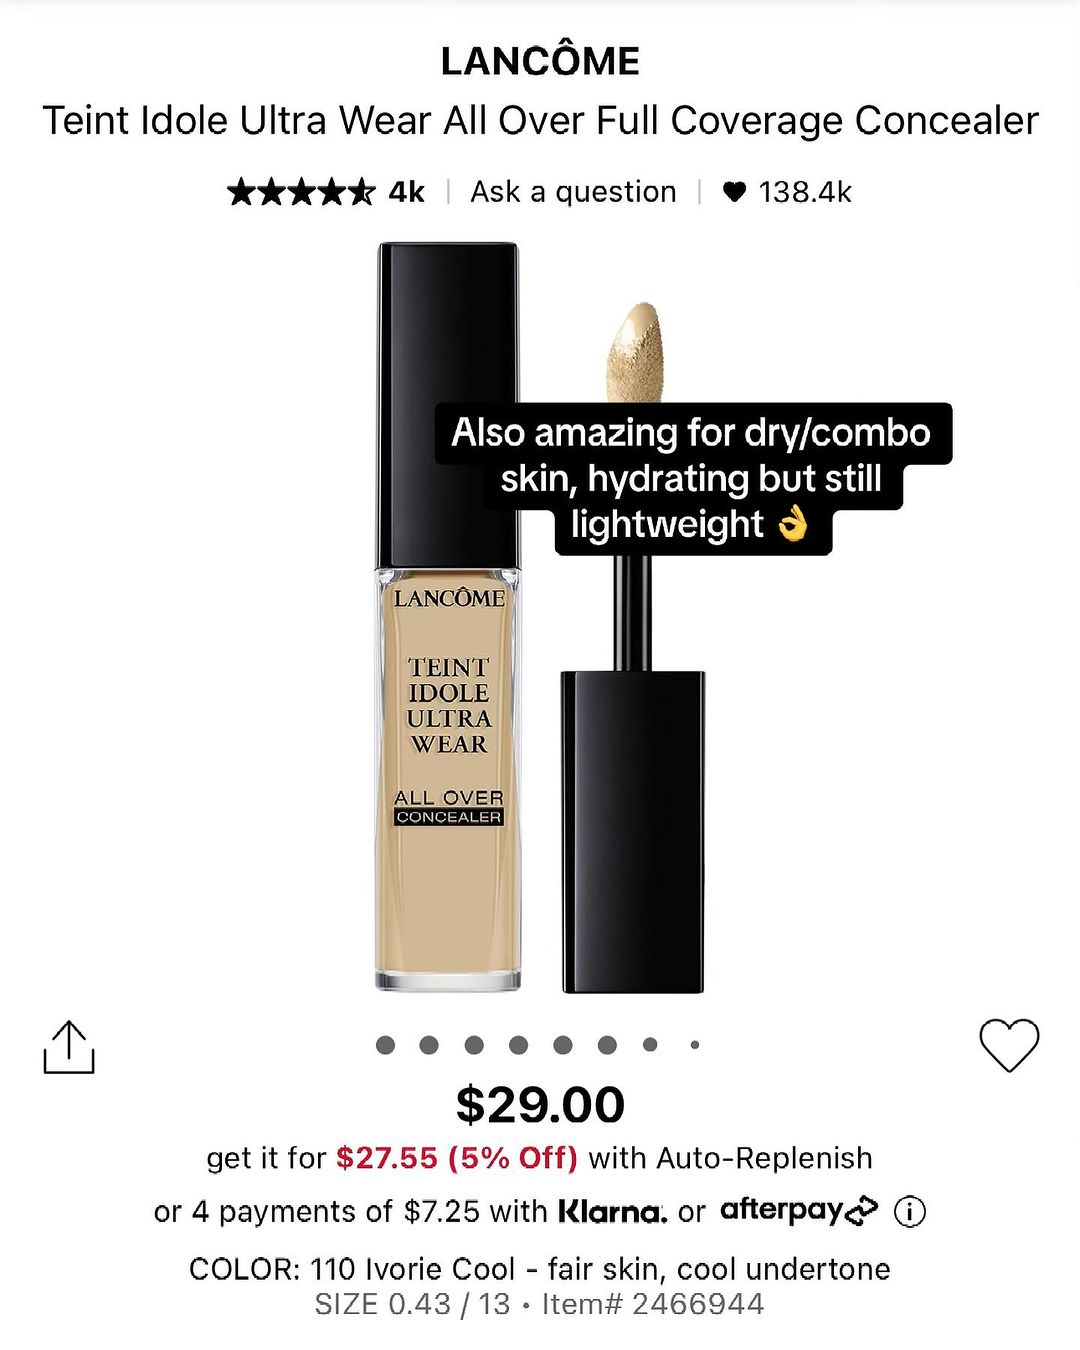 LANCÔME
Teint Idole Ultra Wear All Over Full Coverage Concealer
4k | Ask a question | 138.4k
Also amazing for dry/combo
skin, hydrating but still
lightweight 👌
LANCÔME
TEINT
IDOLE
ULTRA
WEAR
ALL OVER
CONCEALER
$29.00
get it for $27.55 (5% Off) with Auto-Replenish
or 4 payments of $7.25 with Klarna. or afterpay
COLOR: 110 Ivorie Cool - fair skin, cool undertone
SIZE 0.43 / 13 • Item# 2466944